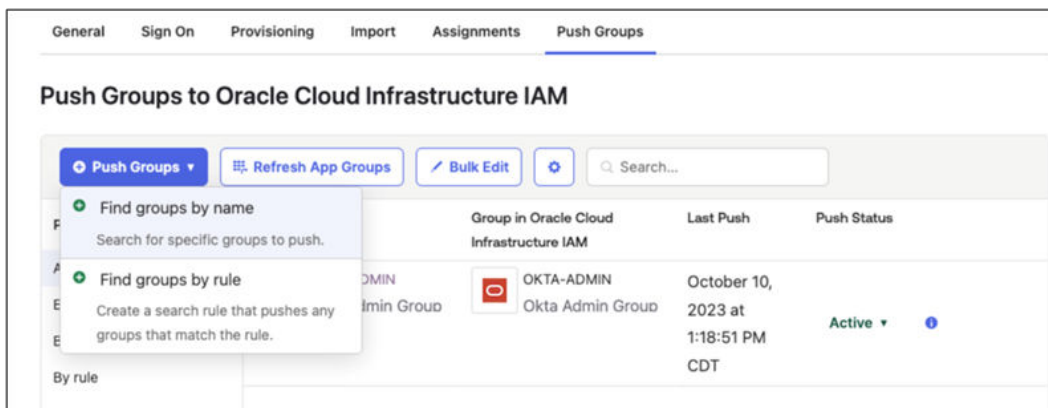 General Sign On Provisioning Import Assignments Push Groups
Push Groups to Oracle Cloud Infrastructure IAM
Push Groups Refresh App Groups Bulk Edit Search...
Find groups by name
Search for specific groups to push.
Find groups by rule
Create a search rule that pushes any
groups that match the rule.
By rule
Group in Oracle Cloud
Infrastructure IAM
Last Push
Push Status
OKTA-ADMIN
Okta Admin Group
October 10,
2023 at
1:18:51 PM
CDT
Active